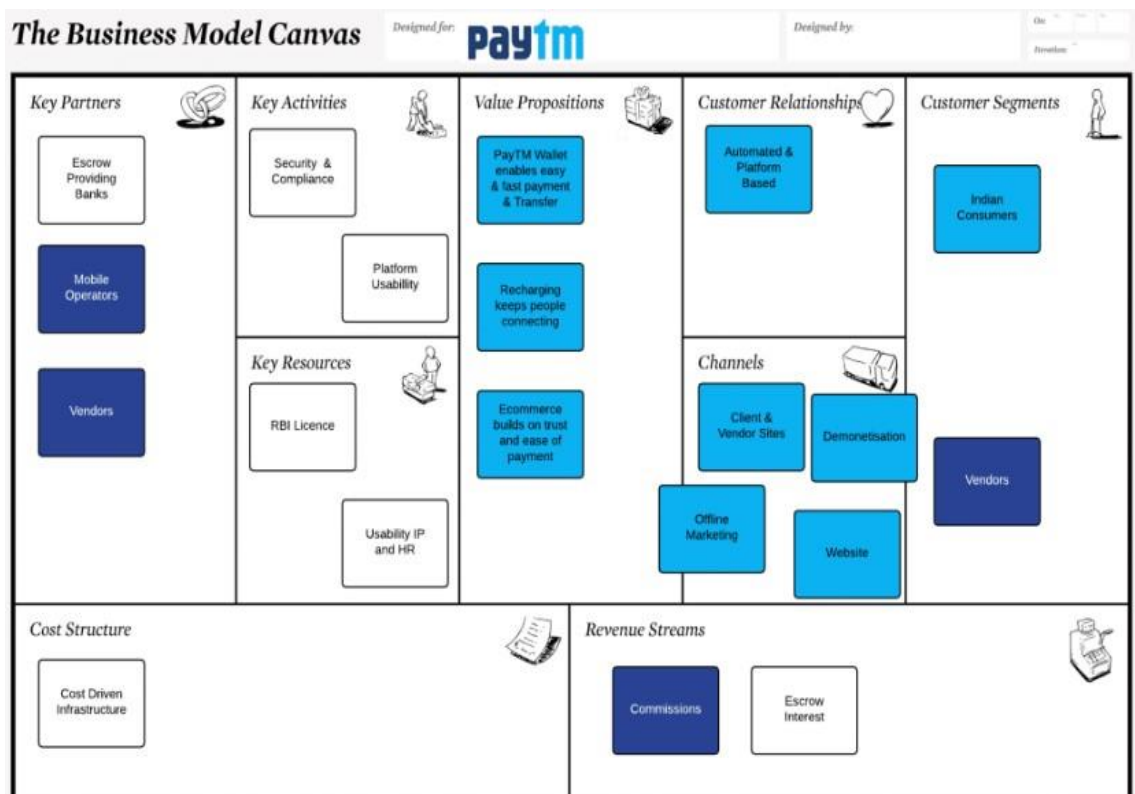 The Business Model Canvas
Designed for:
paytm
Designed by:
On:
Iteration:
Key Partners
Escrow
Providing
Banks
Mobile
Operators
Vendors
Key Activities
Security &
Compliance
Platform
Usabillity
Key Resources
RBI Licence
Usability IP
and HR
Value Propositions
PayTM Wallet
enables easy
& fast payment
& Transfer
Recharging
keeps people
connecting
Ecommerce
builds on trust
and ease of
payment
Customer Relationships
Automated &
Platform
Based
Channels
Client &
Vendor Sites
Demonetisation
Offline
Marketing
Website
Customer Segments
Indian
Consumers
Vendors
Cost Structure
Cost Driven
Infrastructure
Revenue Streams
Commissions
Escrow
Interest